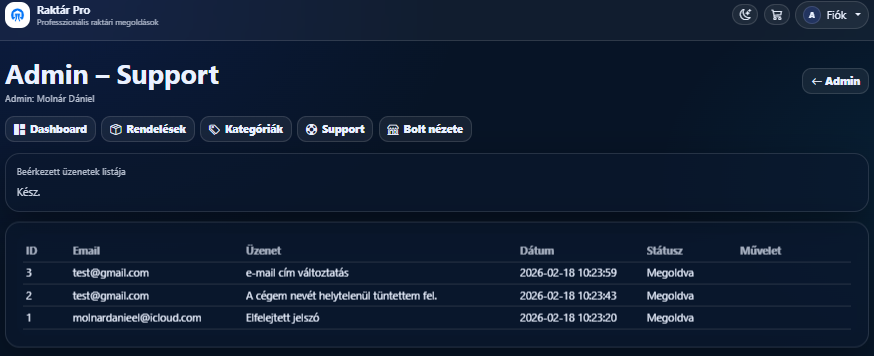 Raktár Pro
Professzionális raktári megoldások
A Fiók
Admin – Support
Admin: Molnár Dániel
← Admin
Dashboard Rendelések Kategóriák Support Bolt nézete
Beérkezett üzenetek listája
Kész.
ID Email Üzenet Dátum Státusz Művelet
3 test@gmail.com e-mail cím változtatás 2026-02-18 10:23:59 Megoldva
2 test@gmail.com A cégem nevét helytelenül tüntettem fel. 2026-02-18 10:23:43 Megoldva
1 molnardanieel@icloud.com Elfelejtett jelszó 2026-02-18 10:23:20 Megoldva